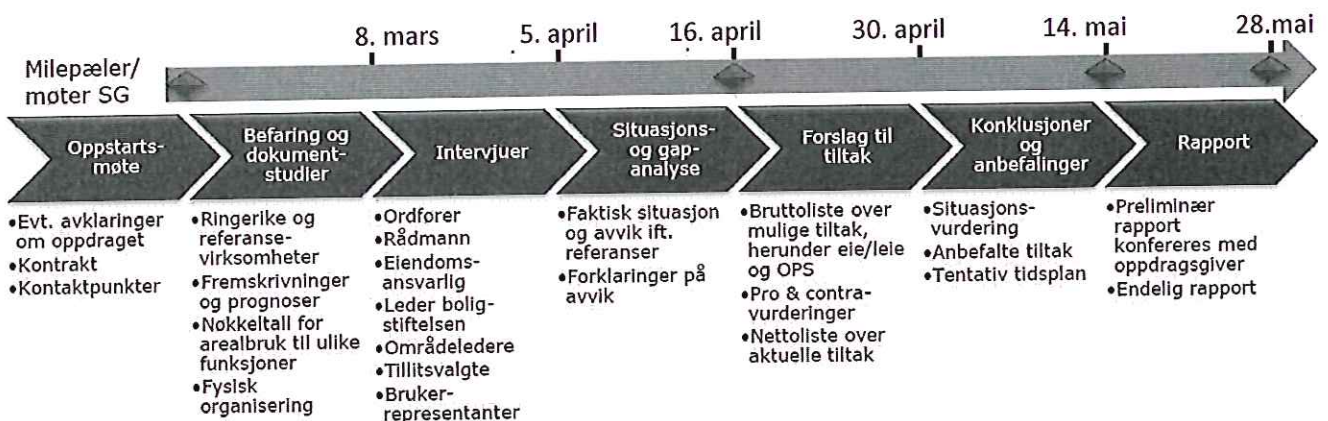 8. mars
5. april
16. april
30. april
14. mai
28.mai
Milepæler/
møter SG
Oppstarts-
møte
Befaring og
dokument-
studier
Intervjuer
Situasjons-
og gap-
analyse
Forslag til
tiltak
Konklusjoner
og
anbefalinger
Rapport
•Evt. avklaringer
om oppdraget
•Kontrakt
•Kontaktpunkter
•Ringerike og
referanse-
virksomheter
•Fremskrivninger
og prognoser
•Nøkkeltall for
arealbruk til ulike
funksjoner
•Fysisk
organisering
•Ordfører
•Rådmann
•Eiendoms-
ansvarlig
•Leder bolig-
stiftelsen
•Områdeledere
•Tillitsvalgte
•Bruker-
representanter
•Faktisk situasjon
og avvik ift.
referanser
•Forklaringer på
avvik
•Bruttoliste over
mulige tiltak,
herunder eie/leie
og OPS
•Pro & contra-
vurderinger
•Nettoliste over
aktuelle tiltak
•Situasjons-
vurdering
•Anbefalte tiltak
•Tentativ tidsplan
•Preliminær
rapport
konfereres med
oppdragsgiver
•Endelig rapport